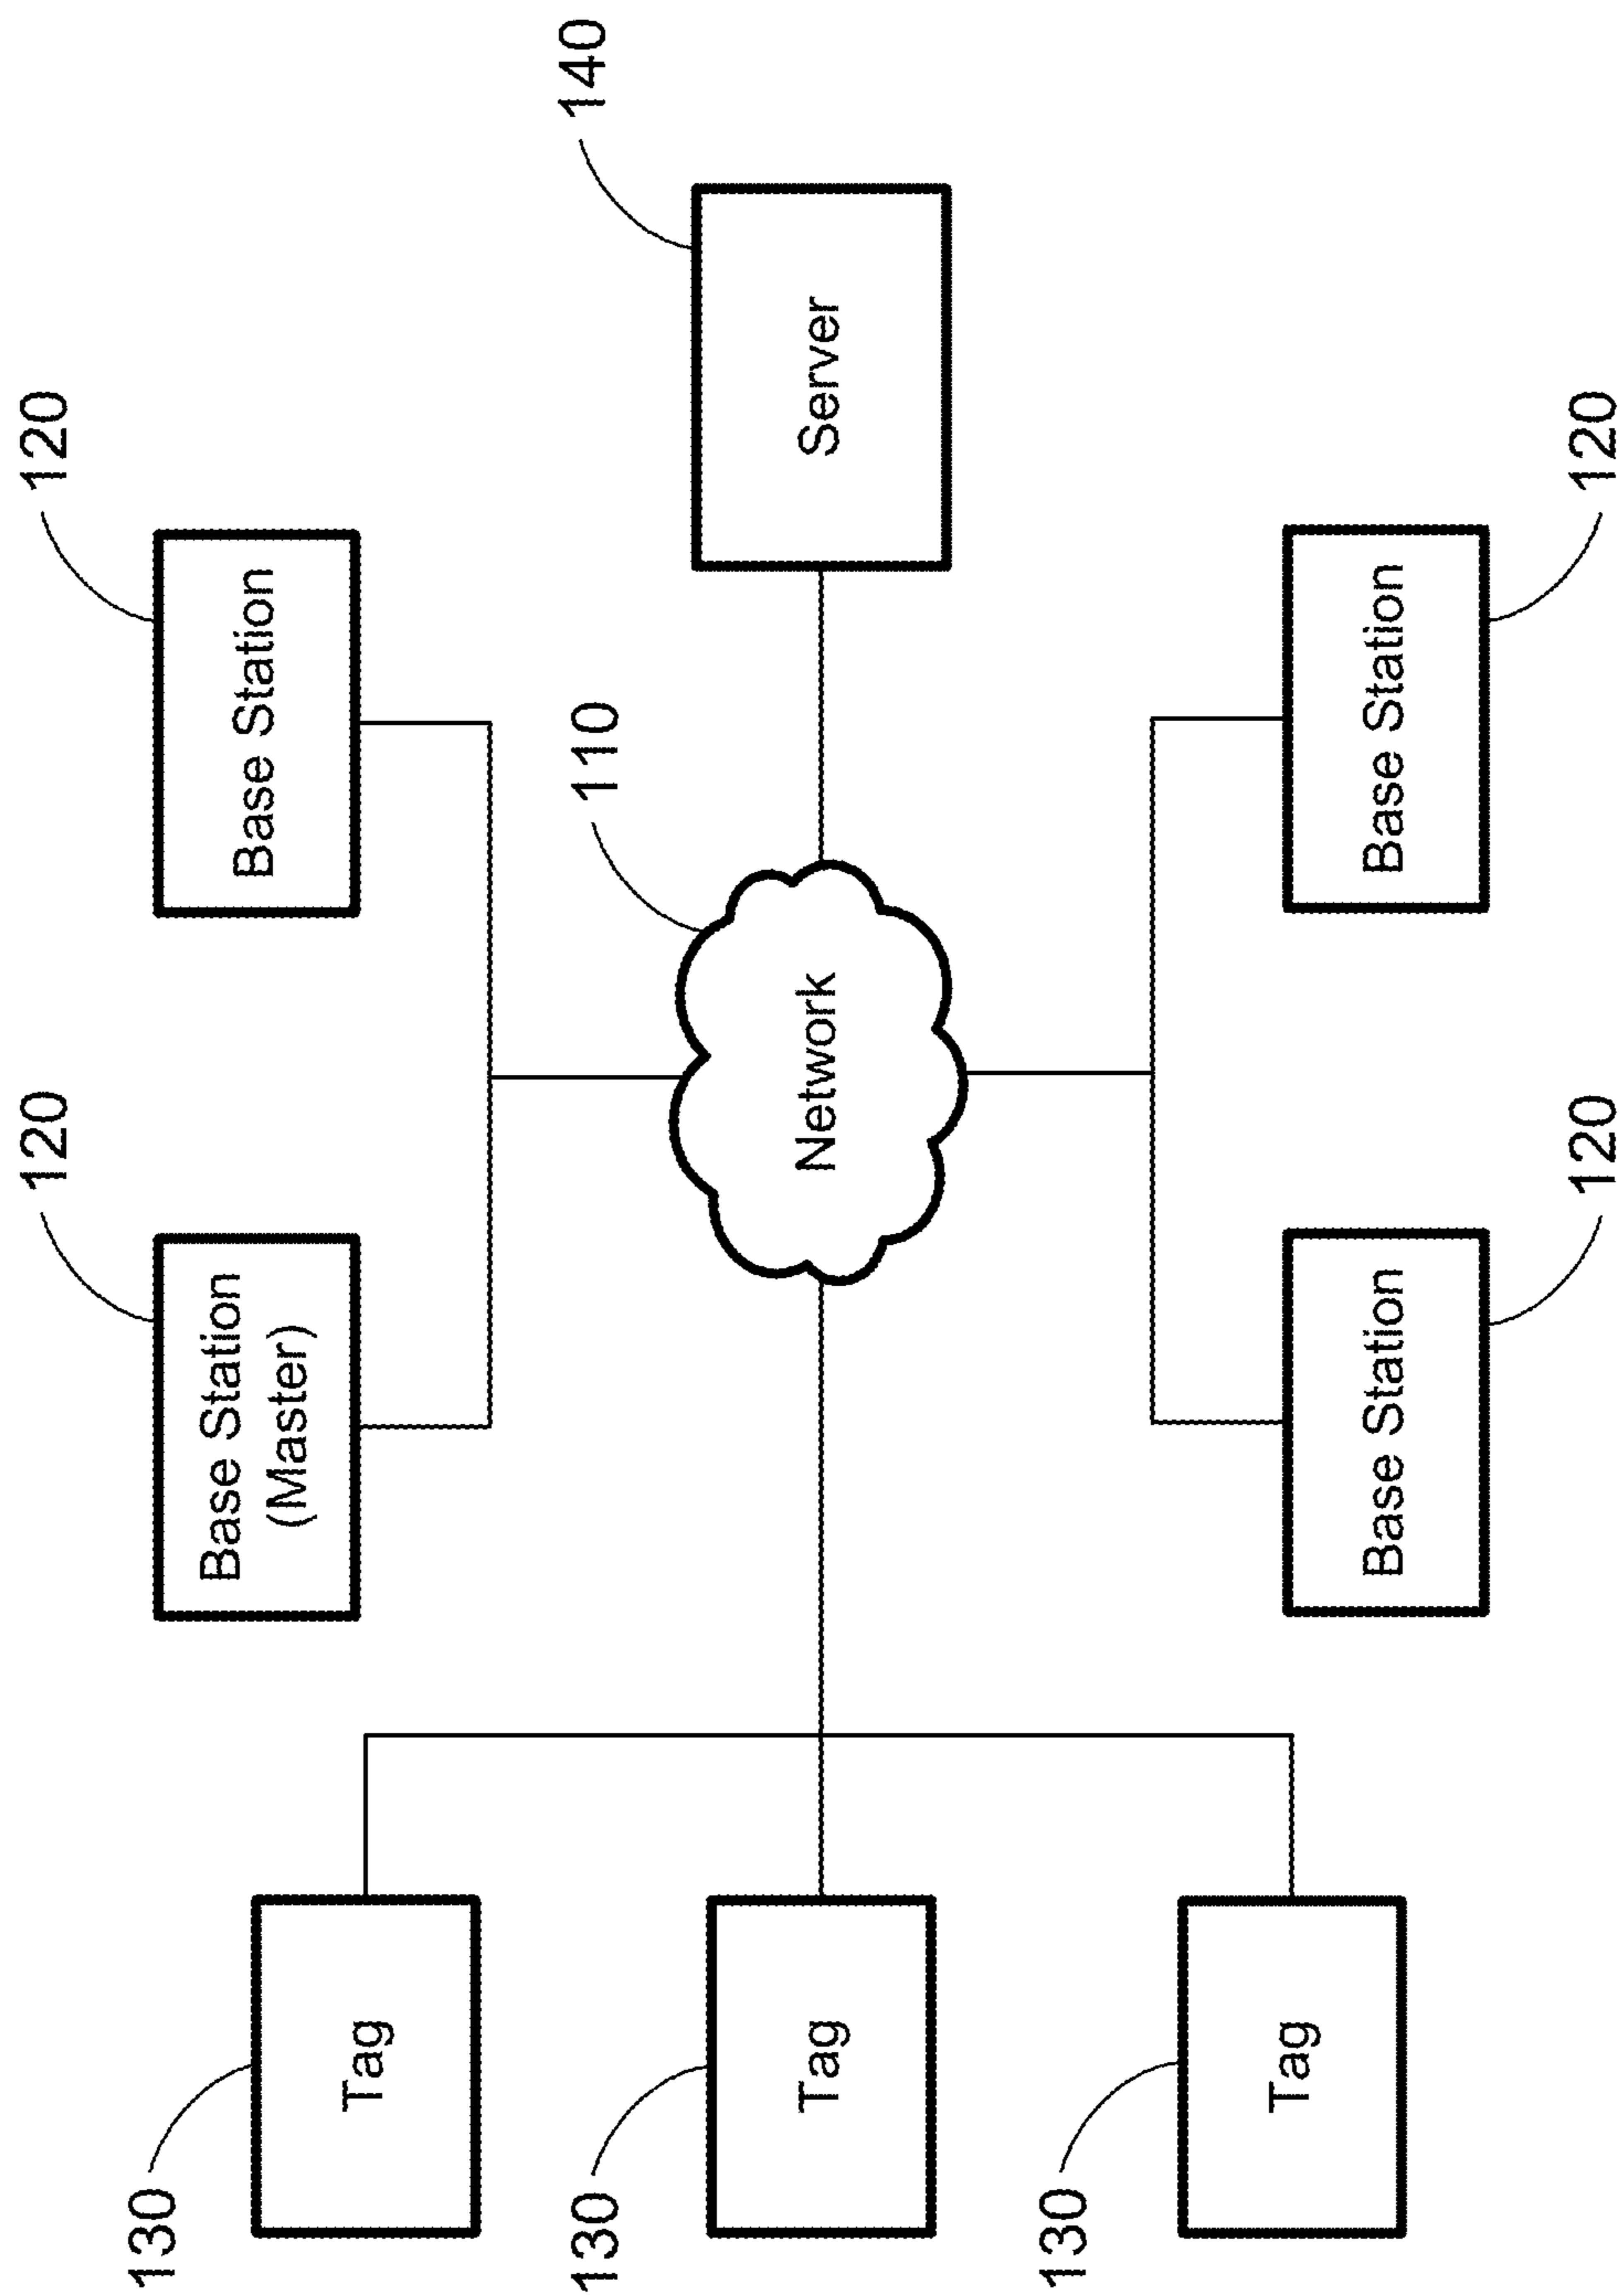 120
120
130
Base Station
(Master)
Base Station
Tag
130
110
140
Tag
Network
Server
130
Tag
Base Station
Base Station
120
120